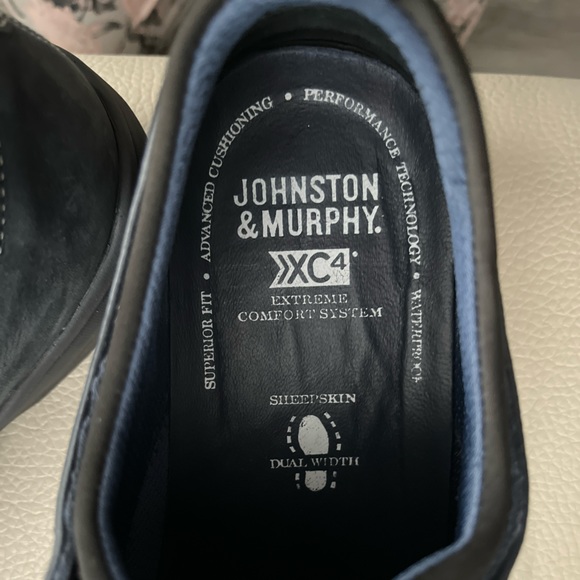 SUPERIOR FIT • ADVANCED CUSHIONING • PERFORMANCE TECHNOLOGY • WATERPROOF
JOHNSTON
& MURPHY.
XC4
EXTREME
COMFORT SYSTEM
SHEEPSKIN
DUAL WIDTH